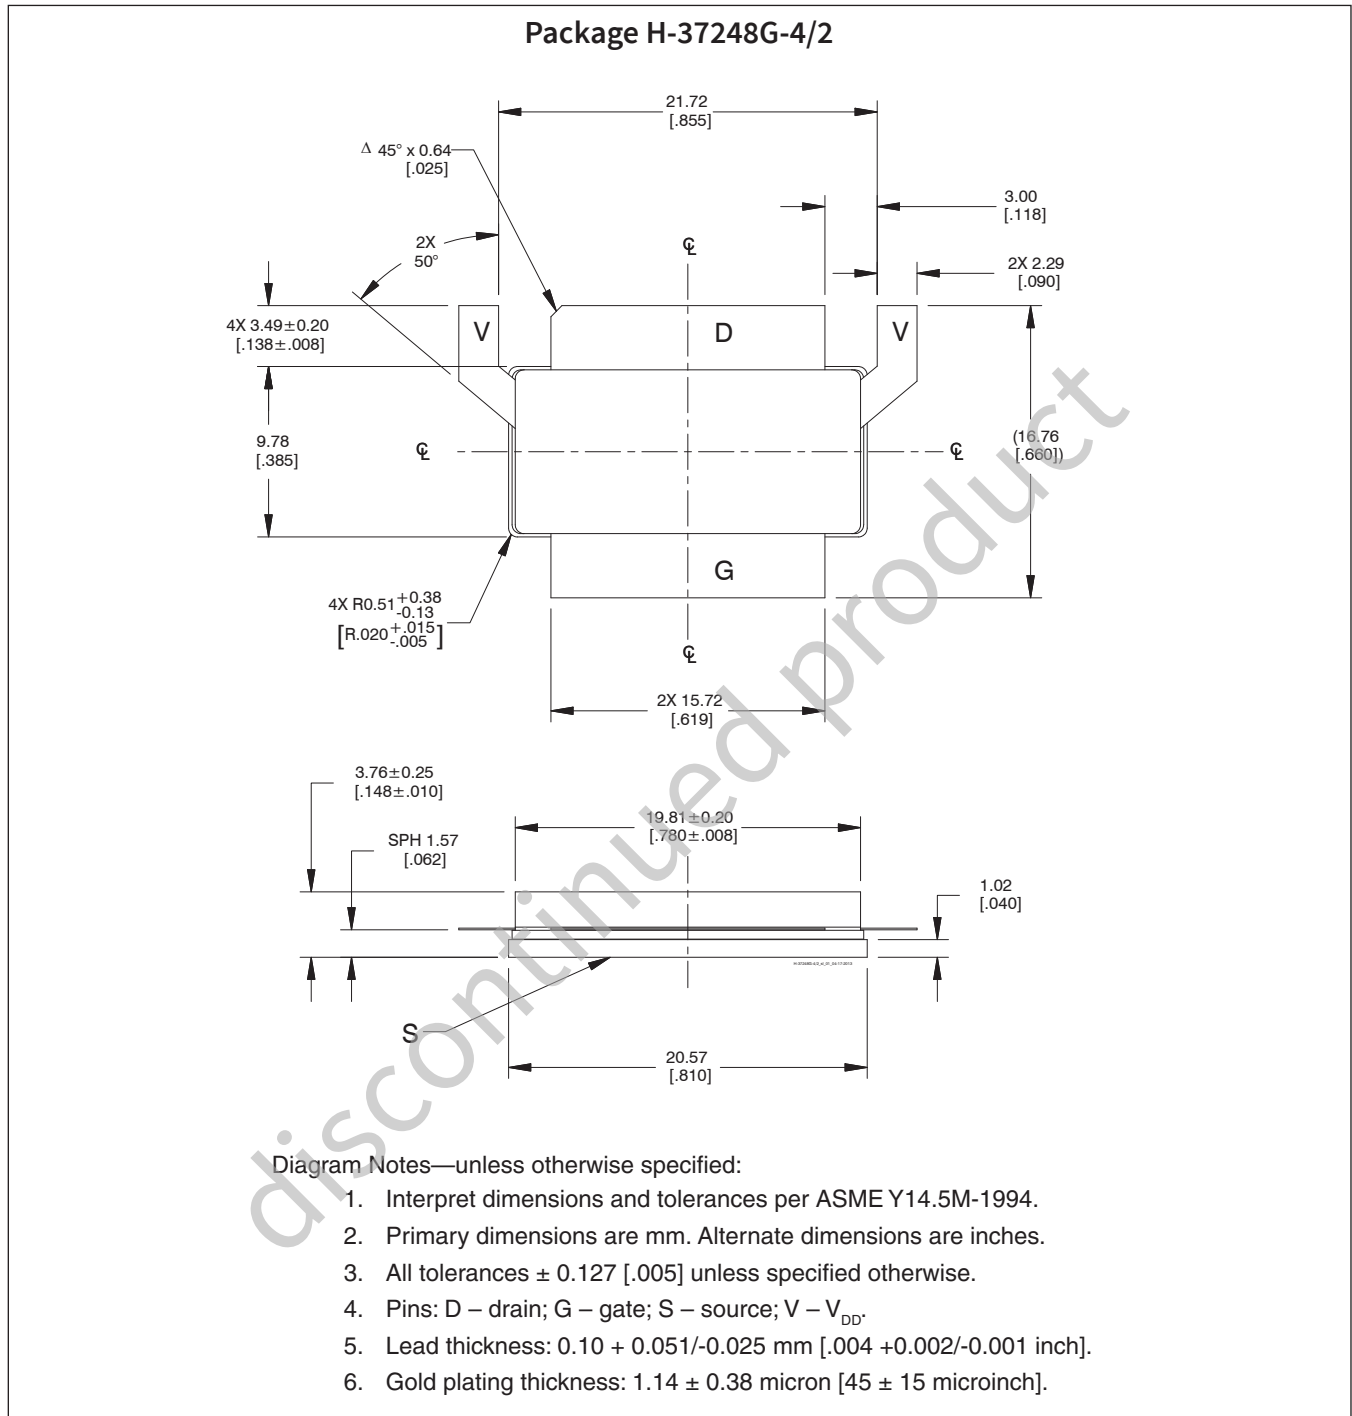 Package H-37248G-4/2
21.72
[.855]
Δ 45° x 0.64
[.025]
3.00
[.118]
2X
50°
℄
2X 2.29
[.090]
4X 3.49±0.20
[.138±.008]
V
D
V
9.78
[.385]
℄
℄
(16.76
[.660])
G
4X R0.51+0.38
-0.13
[R.020+.015
-.005]
℄
2X 15.72
[.619]
3.76±0.25
[.148±.010]
19.81±0.20
[.780±.008]
SPH 1.57
[.062]
1.02
[.040]
S
20.57
[.810]
discontinued product
Diagram Notes—unless otherwise specified:
1. Interpret dimensions and tolerances per ASME Y14.5M-1994.
2. Primary dimensions are mm. Alternate dimensions are inches.
3. All tolerances ± 0.127 [.005] unless specified otherwise.
4. Pins: D – drain; G – gate; S – source; V – VDD.
5. Lead thickness: 0.10 + 0.051/-0.025 mm [.004 +0.002/-0.001 inch].
6. Gold plating thickness: 1.14 ± 0.38 micron [45 ± 15 microinch].